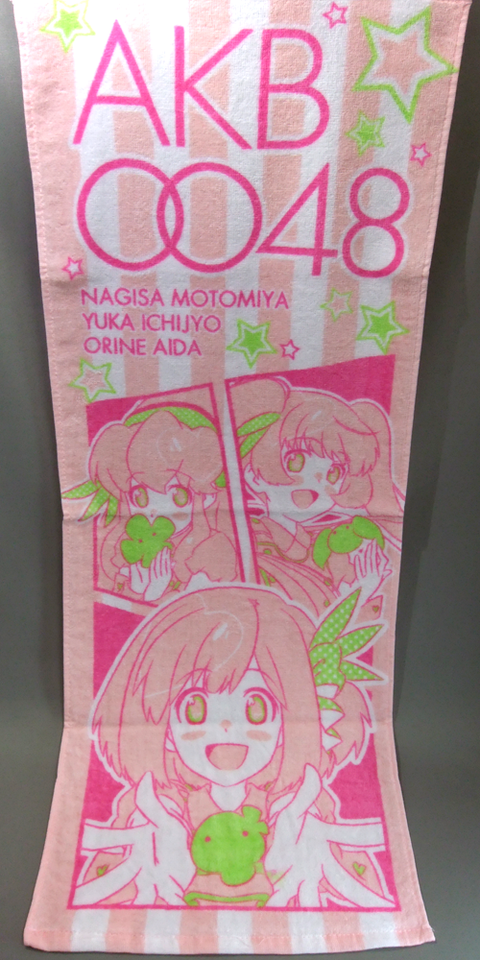 AKB
0048
NAGISA MOTOMIYA
YUKA ICHIJYO
ORINE AIDA